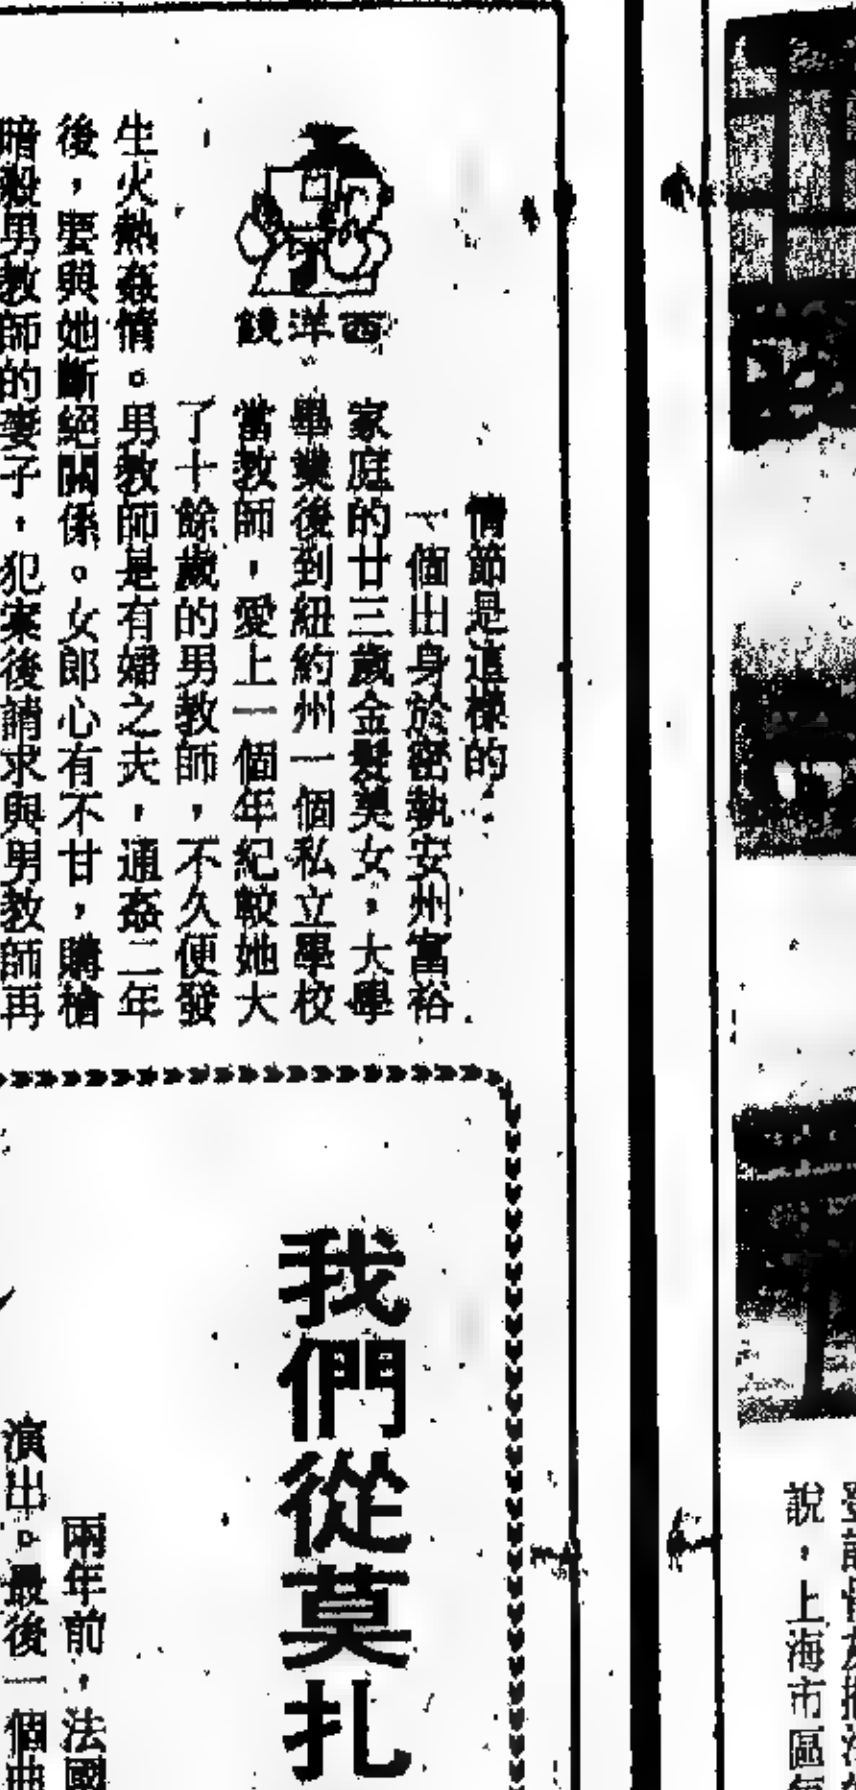 西洋鏡
情節是這樣的
一個出身於密執安州富裕
家庭的廿三歲金髮美女，大學
畢業後到紐約州一個私立學校
當教師，愛上一個年紀較她大
了十餘歲的男教師，不久便發
生火熱姦情。男教師是有婦之夫，通姦二年
後，要與她斷絕關係。女郎心有不甘，購槍
暗殺男教師的妻子，犯案後請求與男教師再
我們從莫扎
兩年前，法國
演出。最後一個曲
說，上海市區